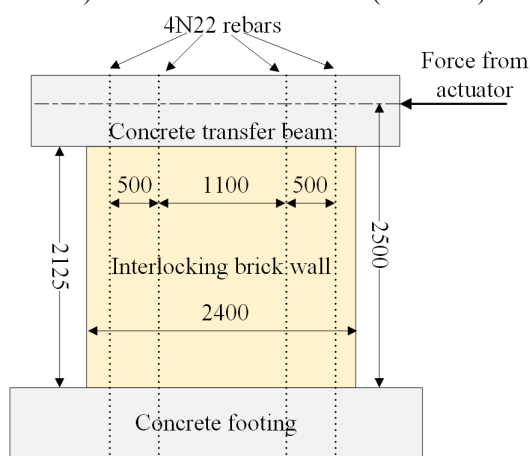 4N22 rebars
Force from
actuator
Concrete transfer beam
500
1100
500
2125
2500
Interlocking brick wall
2400
Concrete footing